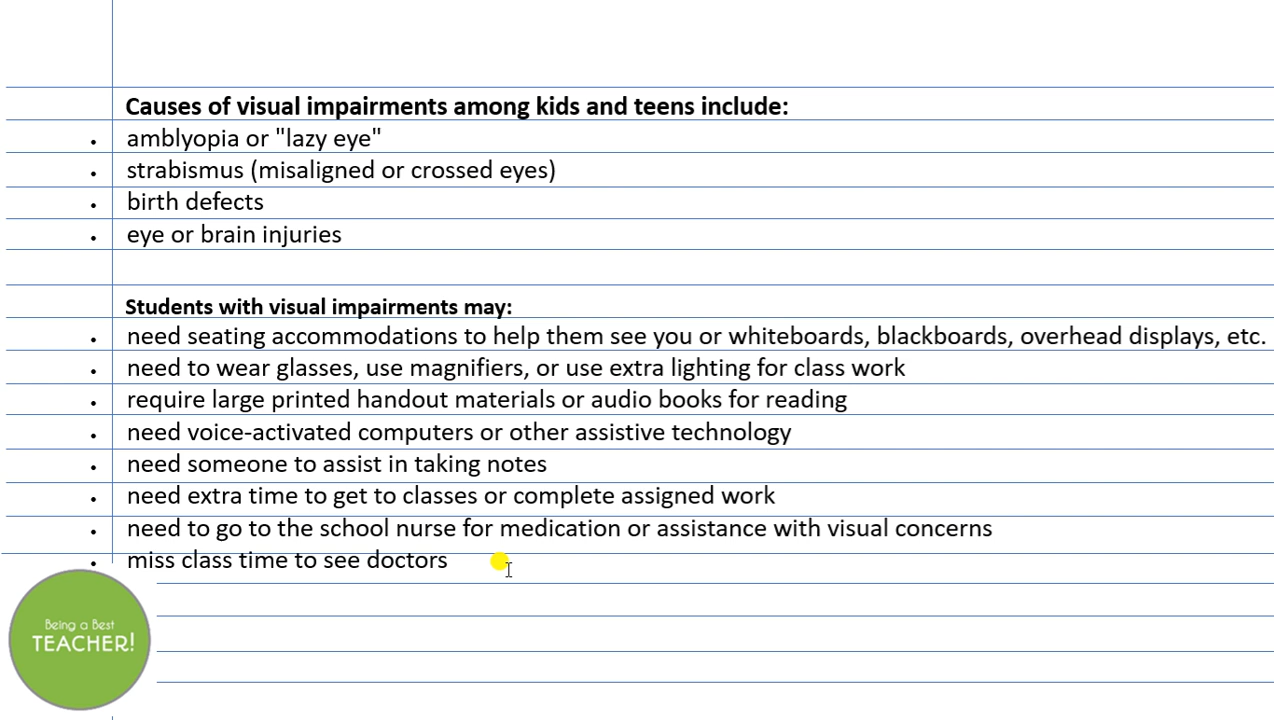 Causes of visual impairments among kids and teens include:
• amblyopia or "lazy eye"
• strabismus (misaligned or crossed eyes)
• birth defects
• eye or brain injuries
Students with visual impairments may:
• need seating accommodations to help them see you or whiteboards, blackboards, overhead displays, etc.
• need to wear glasses, use magnifiers, or use extra lighting for class work
• require large printed handout materials or audio books for reading
• need voice-activated computers or other assistive technology
• need someone to assist in taking notes
• need extra time to get to classes or complete assigned work
• need to go to the school nurse for medication or assistance with visual concerns
• miss class time to see doctors
Being a Best
TEACHER!